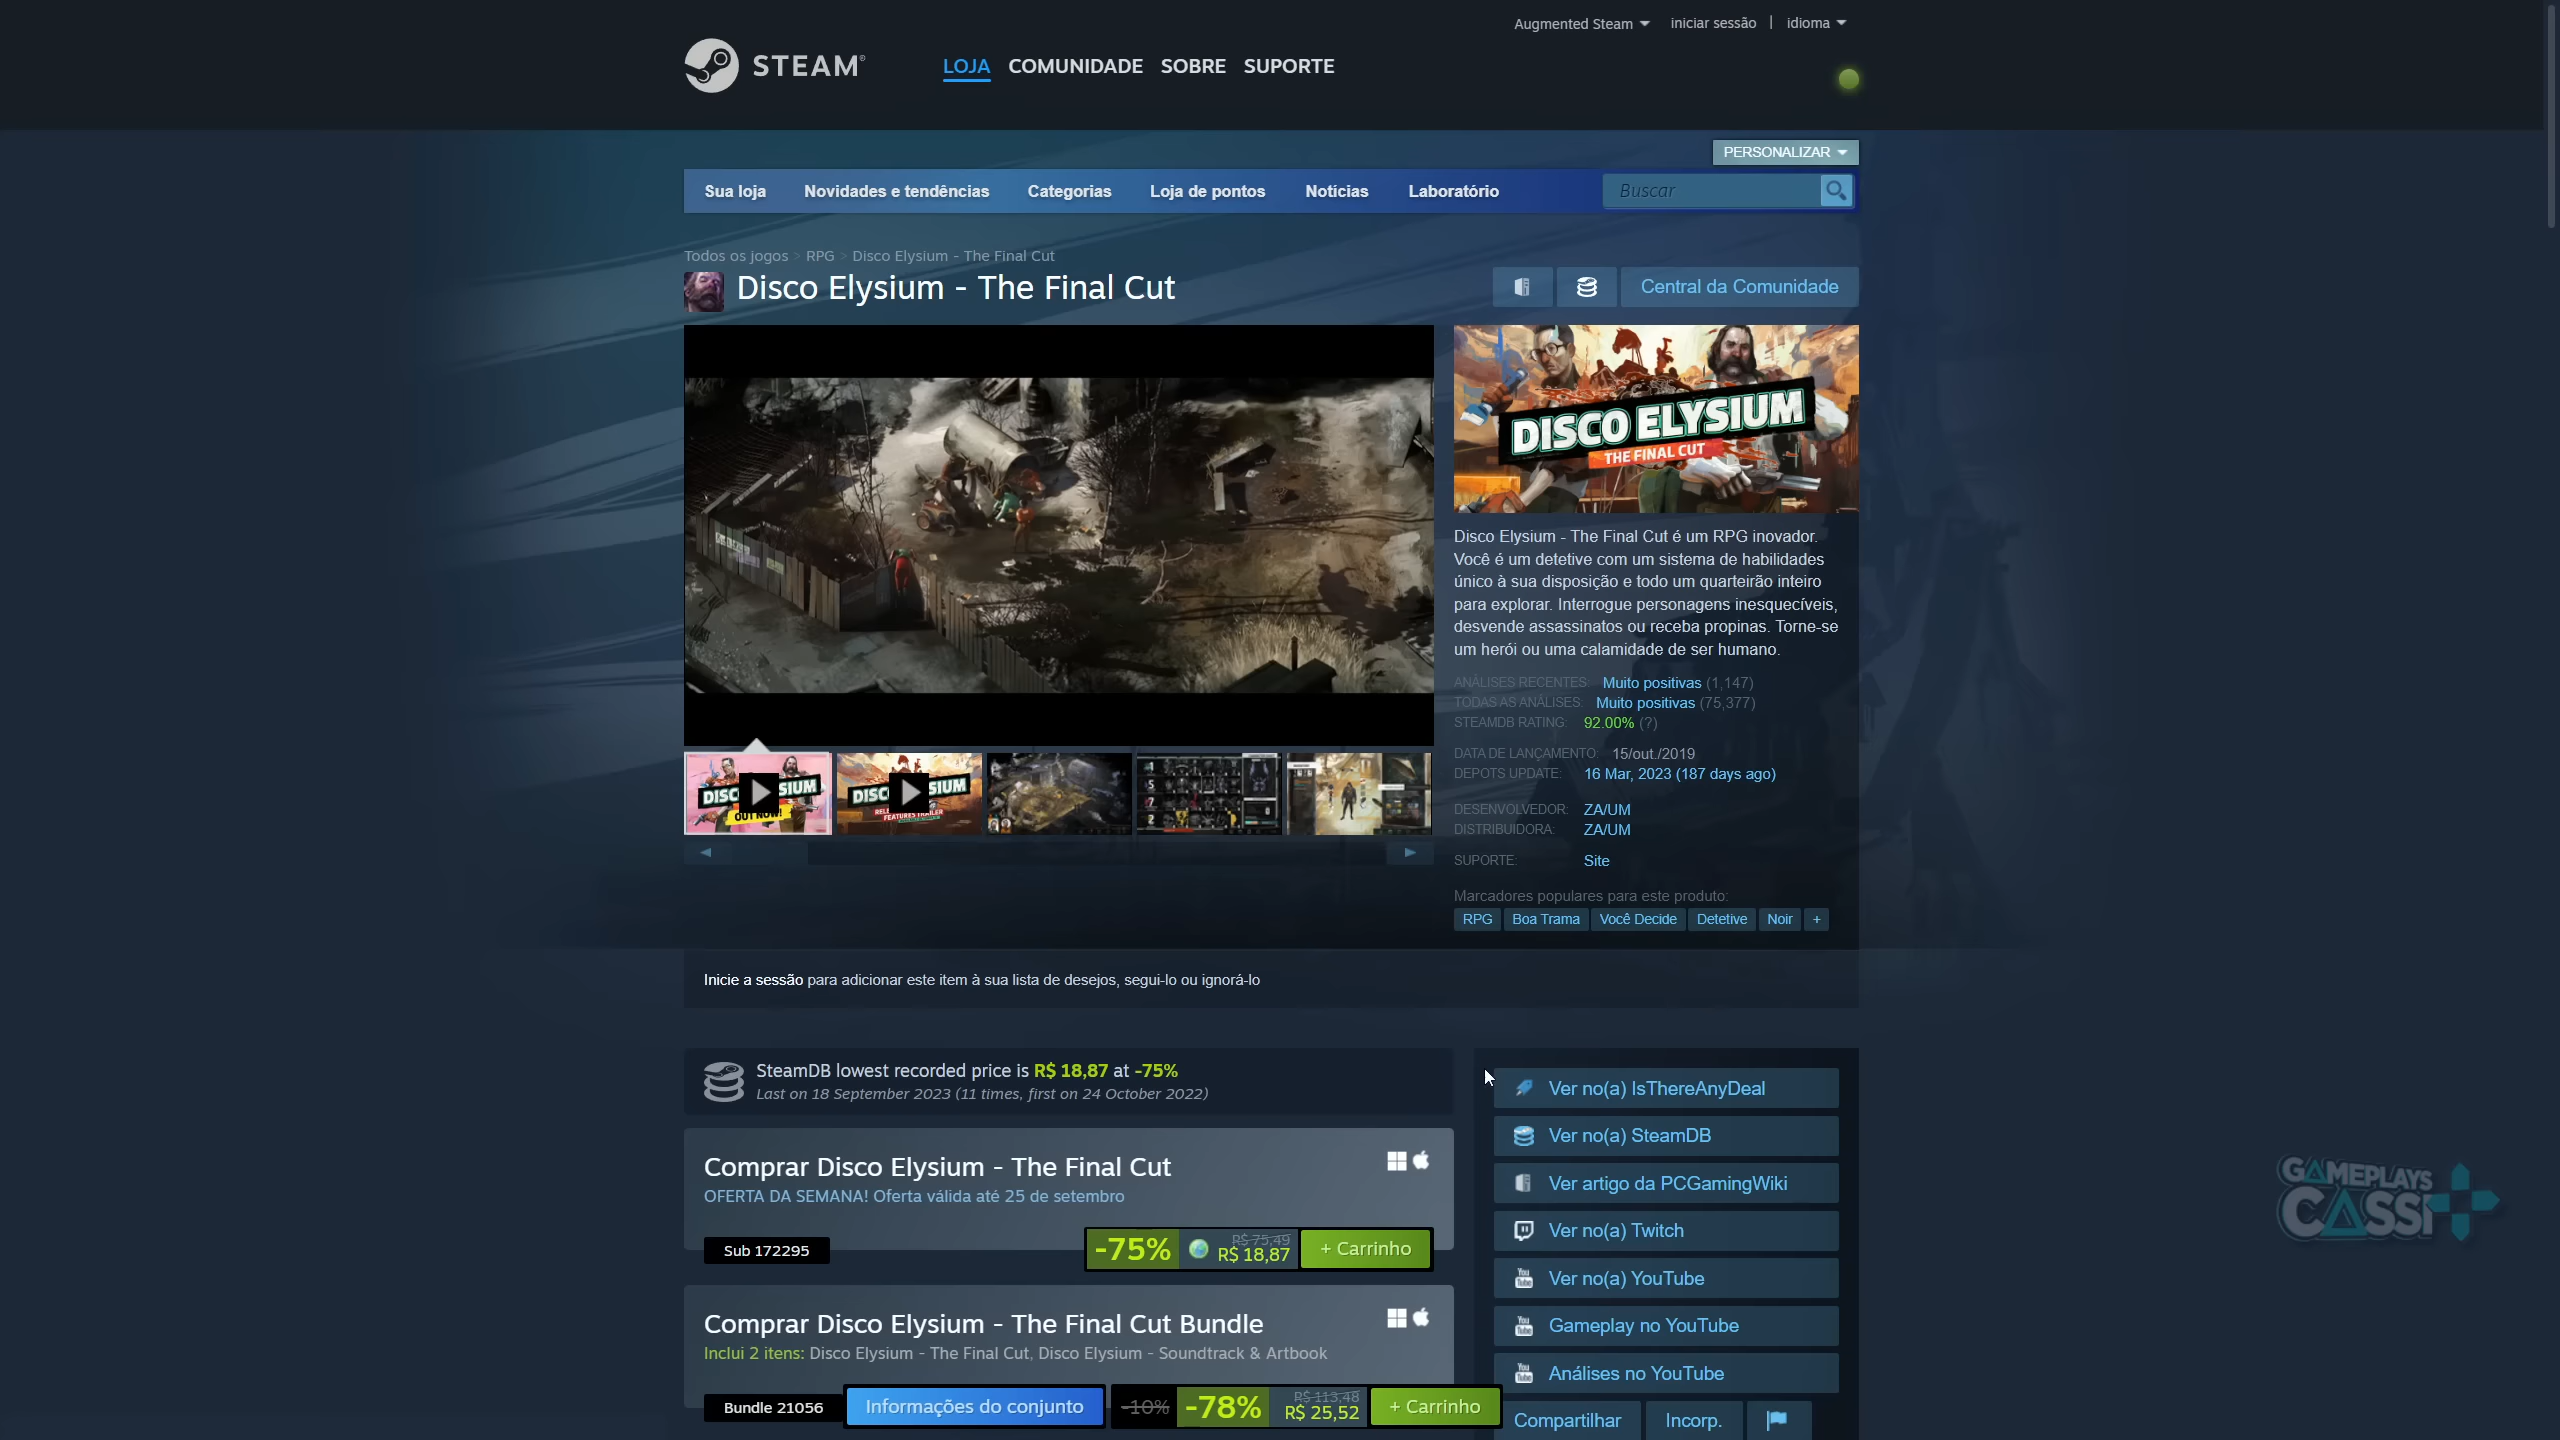 Augmented Steam
iniciar sessão | idioma
STEAM®
LOJA COMUNIDADE SOBRE SUPORTE
PERSONALIZAR
Sua loja Novidades e tendências Categorias Loja de pontos Notícias Laboratório Buscar
Todos os jogos > RPG > Disco Elysium - The Final Cut
Disco Elysium - The Final Cut
Central da Comunidade
DISCO ELYSIUM
THE FINAL CUT
Disco Elysium - The Final Cut é um RPG inovador.
Você é um detetive com um sistema de habilidades
único à sua disposição e todo um quarteirão inteiro
para explorar. Interrogue personagens inesquecíveis,
desvende assassinatos ou receba propinas. Torne-se
um herói ou uma calamidade de ser humano.
ANÁLISES RECENTES: Muito positivas (1,147)
TODAS AS ANÁLISES: Muito positivas (75,377)
STEAMDB RATING: 92.00% (?)
DATA DE LANÇAMENTO: 15/out./2019
DEPOTS UPDATE: 16 Mar, 2023 (187 days ago)
DESENVOLVEDOR: ZA/UM
DISTRIBUIDORA: ZA/UM
SUPORTE: Site
Marcadores populares para este produto:
RPG Boa Trama Você Decide Detetive Noir +
DISC SIUM
OUT NOW!
DISC SIUM
FEATURES TRAILER
Inicie a sessão para adicionar este item à sua lista de desejos, segui-lo ou ignorá-lo
SteamDB lowest recorded price is R$ 18,87 at -75%
Last on 18 September 2023 (11 times, first on 24 October 2022)
Comprar Disco Elysium - The Final Cut
OFERTA DA SEMANA! Oferta válida até 25 de setembro
Sub 172295
-75% R$ 75,49
R$ 18,87
+ Carrinho
Comprar Disco Elysium - The Final Cut Bundle
Inclui 2 itens: Disco Elysium - The Final Cut, Disco Elysium - Soundtrack & Artbook
Bundle 21056
Informações do conjunto
-10% -78% R$ 113,48
R$ 25,52
+ Carrinho
Ver no(a) IsThereAnyDeal
Ver no(a) SteamDB
Ver artigo da PCGamingWiki
Ver no(a) Twitch
Ver no(a) YouTube
Gameplay no YouTube
Análises no YouTube
Compartilhar Incorp.
GAMEPLAYS
CASSI